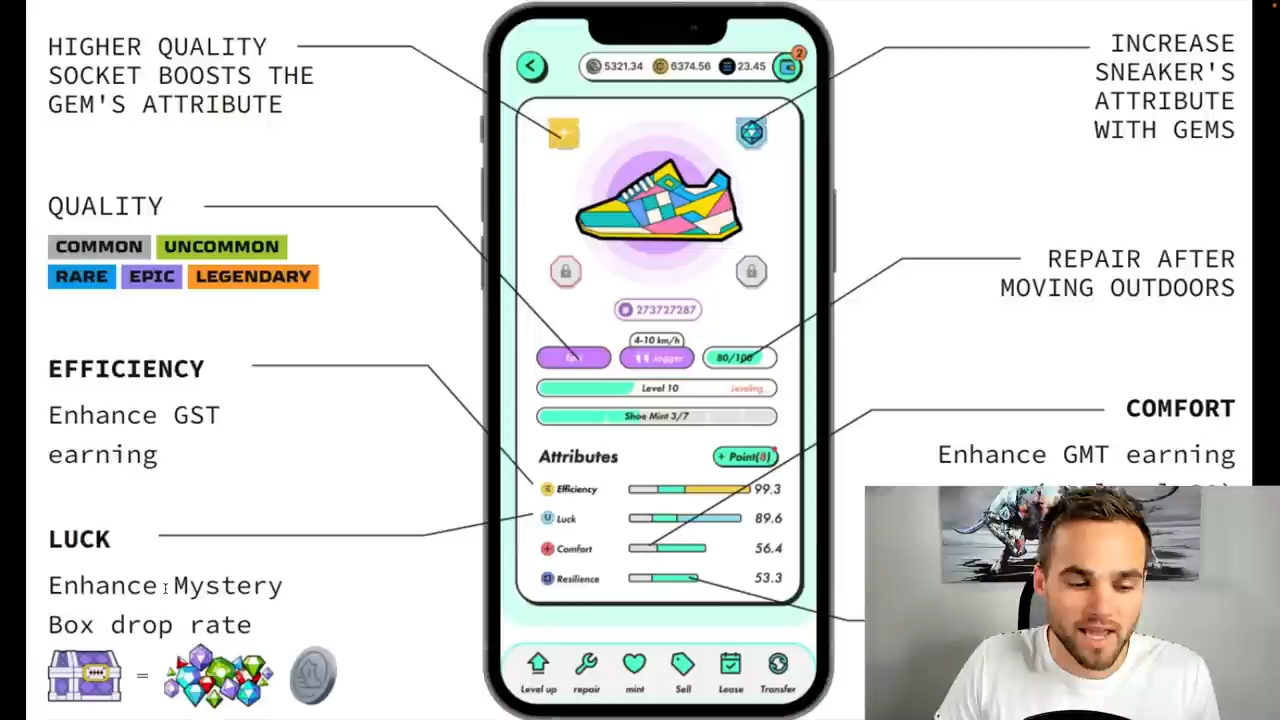 HIGHER QUALITY
SOCKET BOOSTS THE
GEM'S ATTRIBUTE
QUALITY
COMMON UNCOMMON
RARE EPIC LEGENDARY
EFFICIENCY
Enhance GST
earning
LUCK
Enhance Mystery
Box drop rate
=
5321.34 6374.56 23.45 2
273727287
4-10 km/h
Jogger 80/100
Level 10 Leveling...
Shoe Mint 3/7
Attributes + Point(8)
Efficiency 99.3
Luck 89.6
Comfort 56.4
Resilience 53.3
Level up repair mint Sell Lease Transfer
INCREASE
SNEAKER'S
ATTRIBUTE
WITH GEMS
REPAIR AFTER
MOVING OUTDOORS
COMFORT
Enhance GMT earning